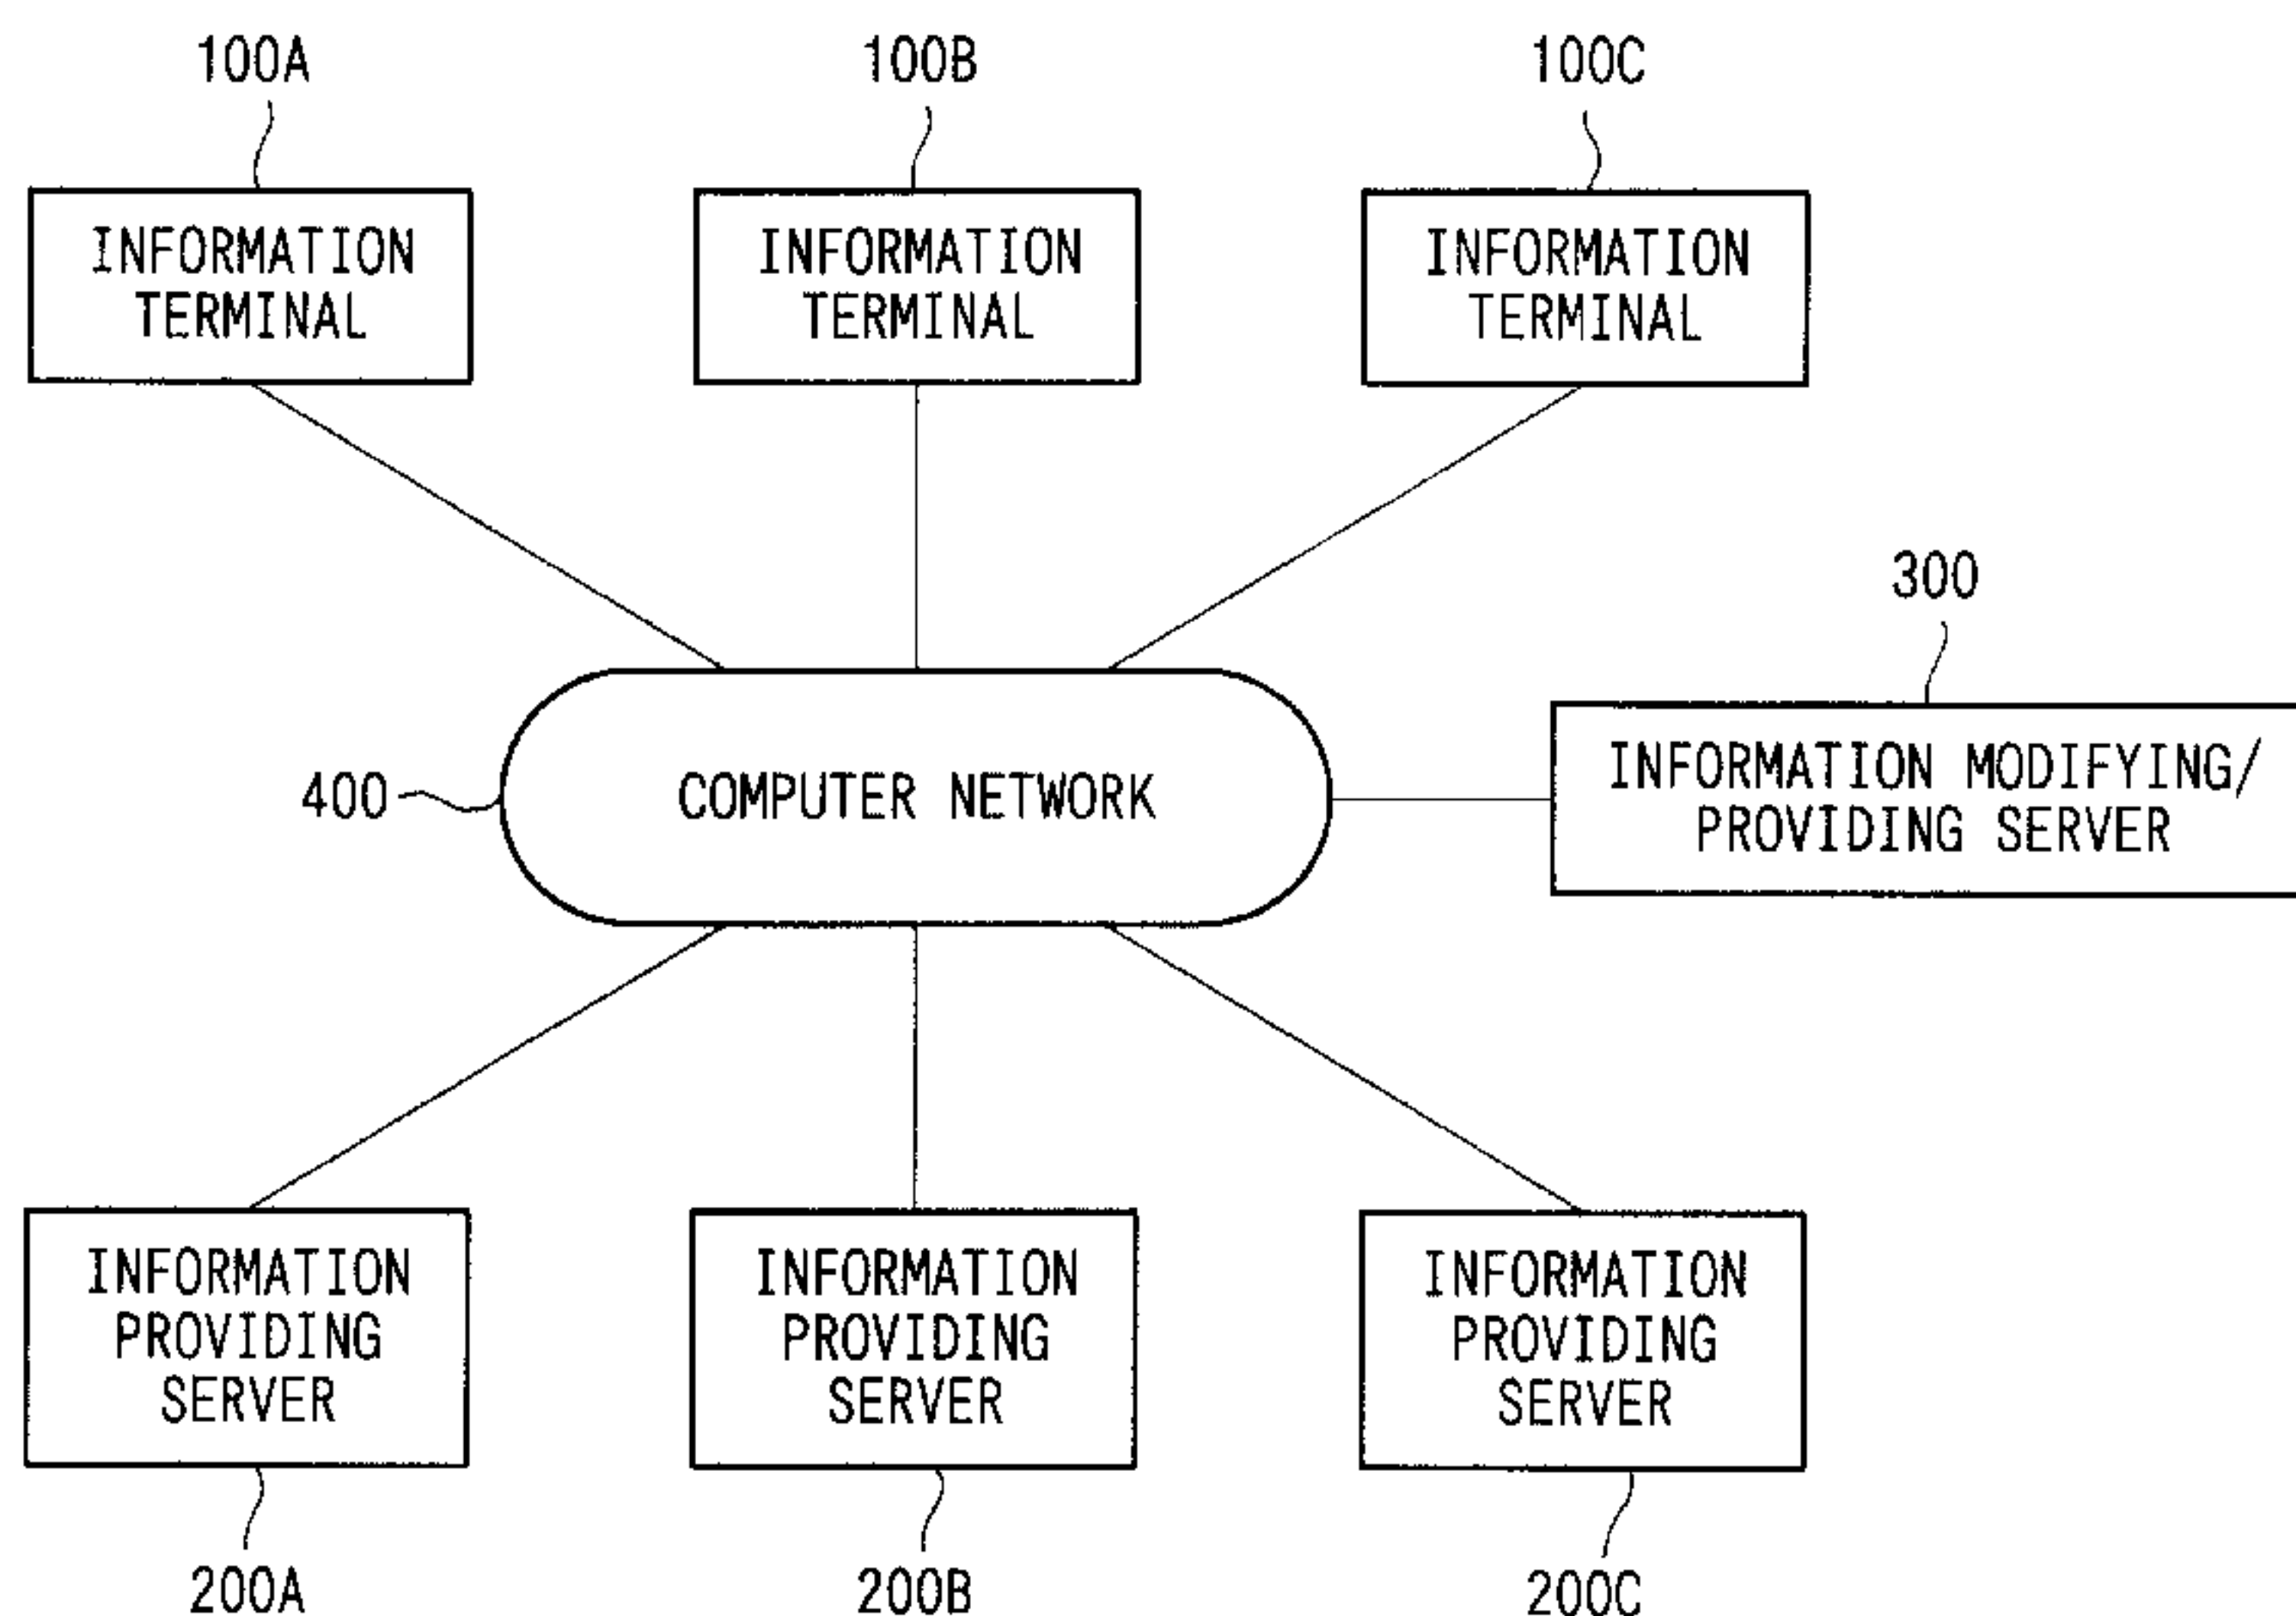 100A
100B
100C
INFORMATION
TERMINAL
INFORMATION
TERMINAL
INFORMATION
TERMINAL
300
400
COMPUTER NETWORK
INFORMATION MODIFYING/
PROVIDING SERVER
INFORMATION
PROVIDING
SERVER
INFORMATION
PROVIDING
SERVER
INFORMATION
PROVIDING
SERVER
200A
200B
200C